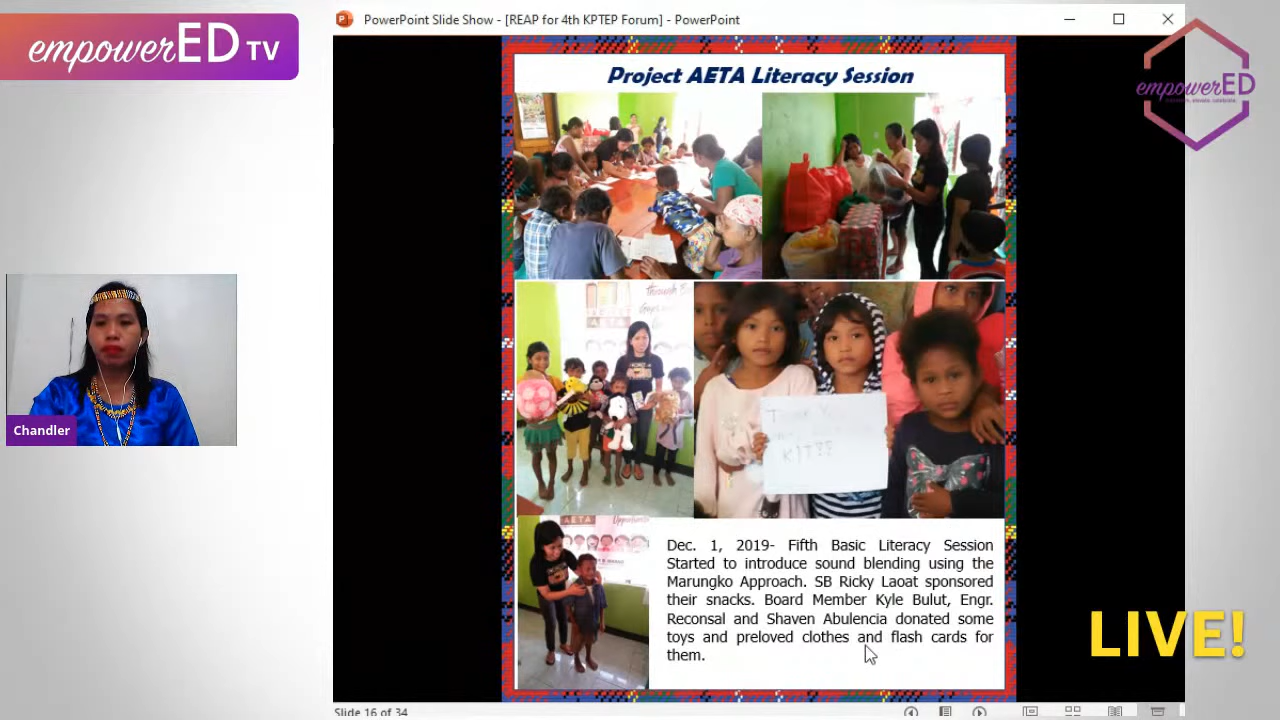 PowerPoint Slide Show - [REAP for 4th KPTEP Forum] - PowerPoint
empowerED TV
empowerED
Project AETA Literacy Session
AETA
KIT
Chandler
Dec. 1, 2019- Fifth Basic Literacy Session
Started to introduce sound blending using the
Marungko Approach. SB Ricky Laoat sponsored
their snacks. Board Member Kyle Bulut, Engr.
Reconsal and Shaven Abulencia donated some
toys and preloved clothes and flash cards for
them.
LIVE!
Slide 16 of 34